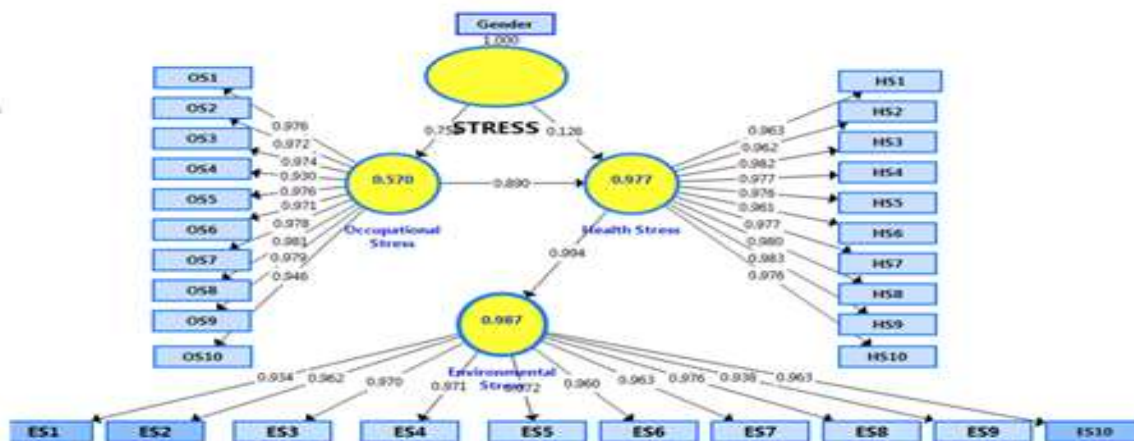 Gender
1.000
OS1
OS2
OS3
OS4
OS5
OS6
OS7
OS8
OS9
OS10
0.976
0.972
0.974
0.930
0.976
0.971
0.978
0.981
0.979
0.946
STRESS
0.126
0.570
0.890
0.977
Occupational
Stress
Health Stress
HS1
HS2
HS3
HS4
HS5
HS6
HS7
HS8
HS9
HS10
0.963
0.962
0.982
0.977
0.976
0.961
0.977
0.980
0.983
0.976
0.994
0.987
Environmental
0.934
0.962
0.970
0.971
0.960
0.963
0.976
0.938
0.963
ES1
ES2
ES3
ES4
ES5
ES6
ES7
ES8
ES9
ES10